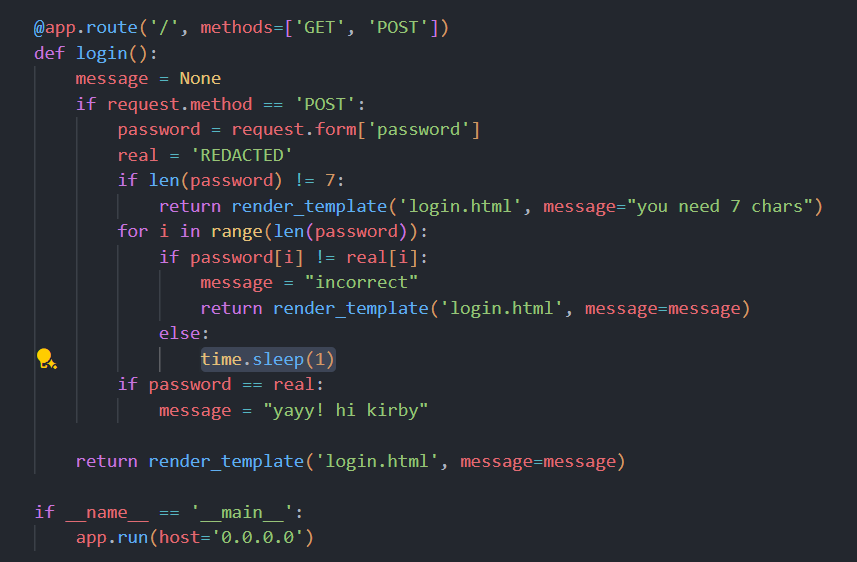 @app.route('/', methods=['GET', 'POST'])
def login():
    message = None
    if request.method == 'POST':
        password = request.form['password']
        real = 'REDACTED'
        if len(password) != 7:
            return render_template('login.html', message="you need 7 chars")
        for i in range(len(password)):
            if password[i] != real[i]:
                message = "incorrect"
                return render_template('login.html', message=message)
            else:
                time.sleep(1)
        if password == real:
            message = "yayy! hi kirby"

    return render_template('login.html', message=message)

if __name__ == '__main__':
    app.run(host='0.0.0.0')